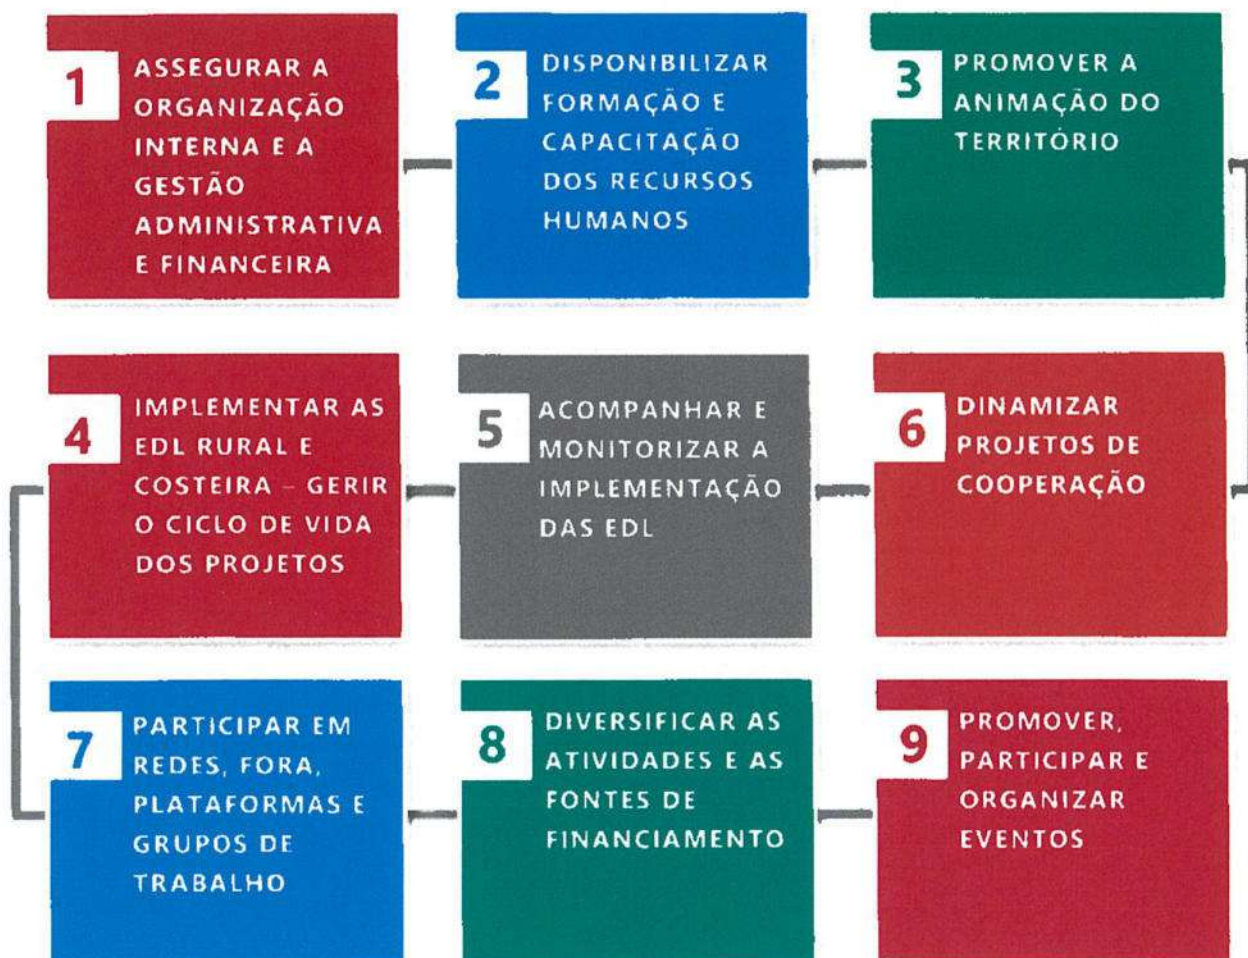 1
ASSEGURAR A
ORGANIZAÇÃO
INTERNA E A
GESTÃO
ADMINISTRATIVA
E FINANCEIRA
2
DISPONIBILIZAR
FORMAÇÃO E
CAPACITAÇÃO
DOS RECURSOS
HUMANOS
3
PROMOVER A
ANIMAÇÃO DO
TERRITÓRIO
4
IMPLEMENTAR AS
EDL RURAL E
COSTEIRA – GERIR
O CICLO DE VIDA
DOS PROJETOS
5
ACOMPANHAR E
MONITORIZAR A
IMPLEMENTAÇÃO
DAS EDL
6
DINAMIZAR
PROJETOS DE
COOPERAÇÃO
7
PARTICIPAR EM
REDES, FORA,
PLATAFORMAS E
GRUPOS DE
TRABALHO
8
DIVERSIFICAR AS
ATIVIDADES E AS
FONTES DE
FINANCIAMENTO
9
PROMOVER,
PARTICIPAR E
ORGANIZAR
EVENTOS